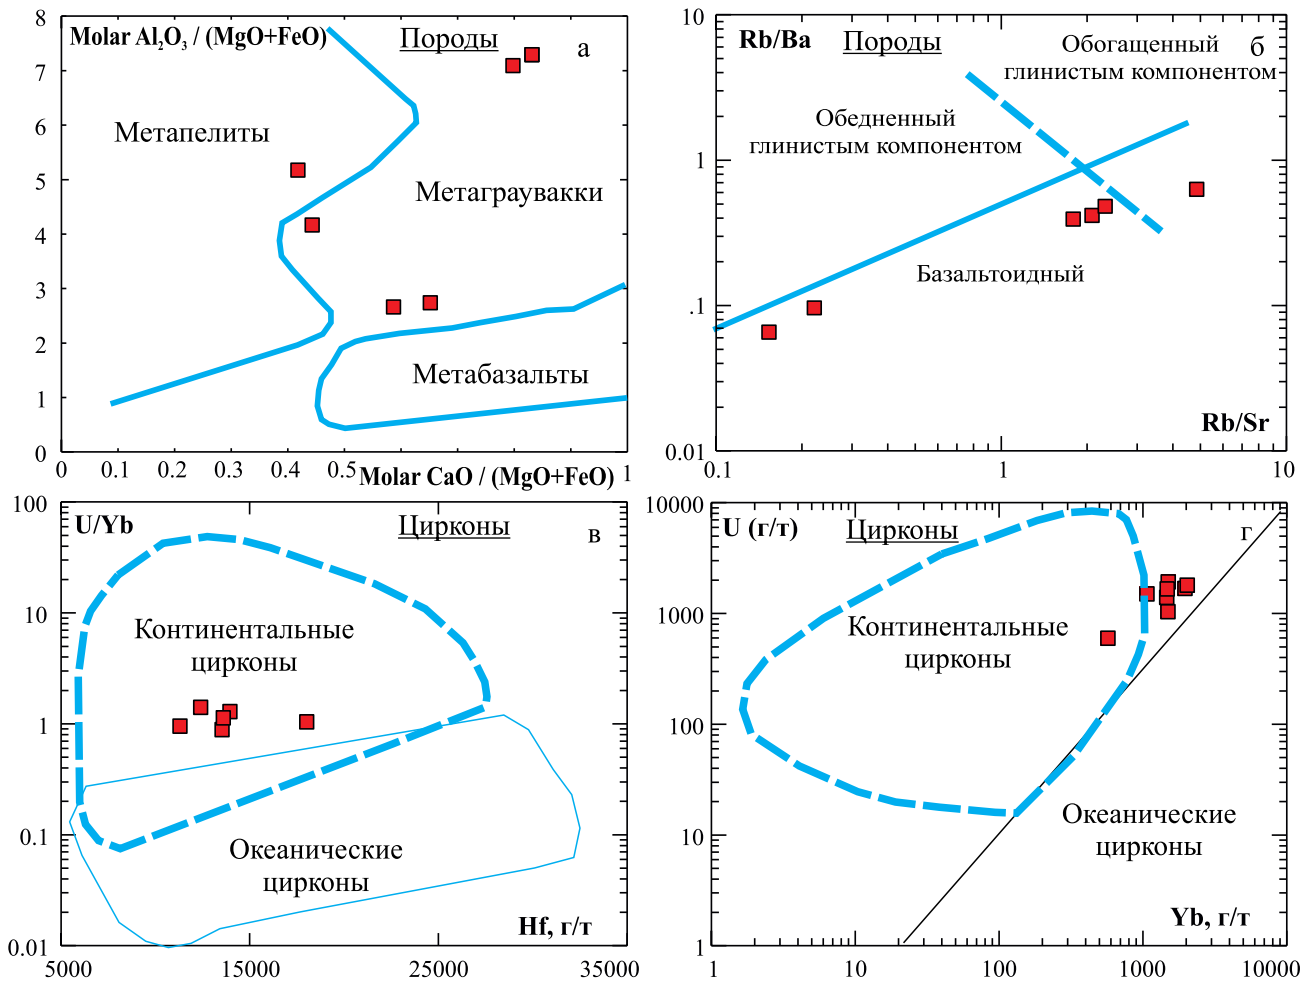 8
7
6
5
4
3
2
1
0
Molar Al₂O₃ / (MgO+FeO)
Породы
а
Метапелиты
Метаграувакки
Метабазальты
0 0.1 0.2 0.3 0.4 0.5 1
Molar CaO / (MgO+FeO)
10
1
.1
0.01
Rb/Ba
Породы
б
Обогащенный
глинистым компонентом
Обедненный
глинистым компонентом
Базальтоидный
Rb/Sr
0.1 1 10
100
10
1
0.1
0.01
U/Yb
Цирконы
в
Континентальные
цирконы
Океанические
цирконы
Hf, г/т
5000 15000 25000 35000
10000
1000
100
10
1
U (г/т)
Цирконы
г
Континентальные
цирконы
Океанические
цирконы
Yb, г/т
1 10 100 1000 10000